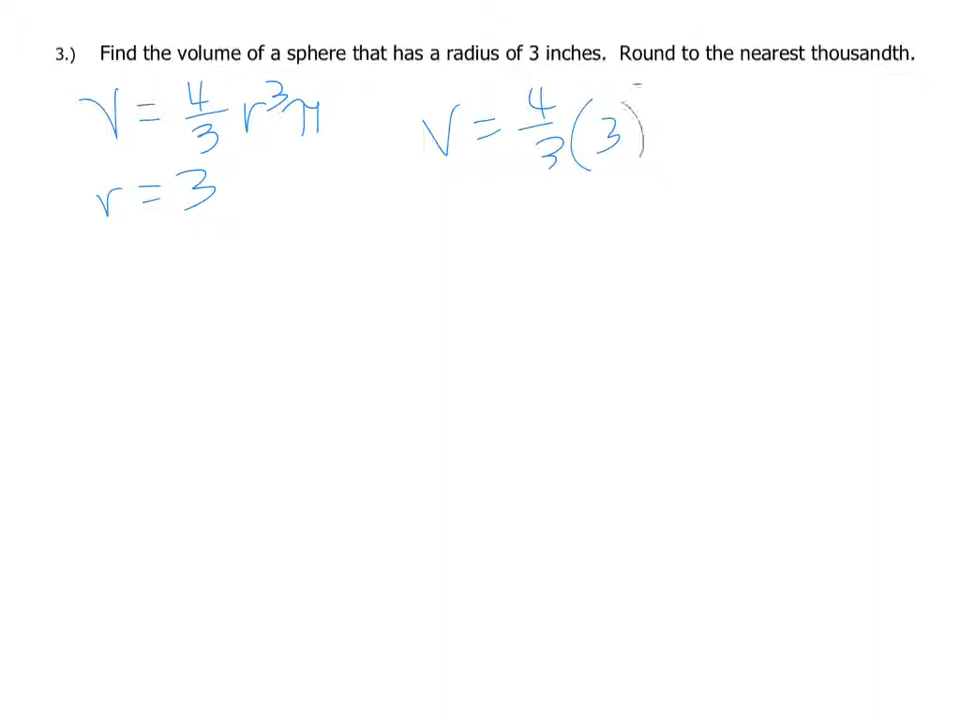 3.) Find the volume of a sphere that has a radius of 3 inches. Round to the nearest thousandth.
V = 4/3 r³π V = 4/3 (3)
r = 3